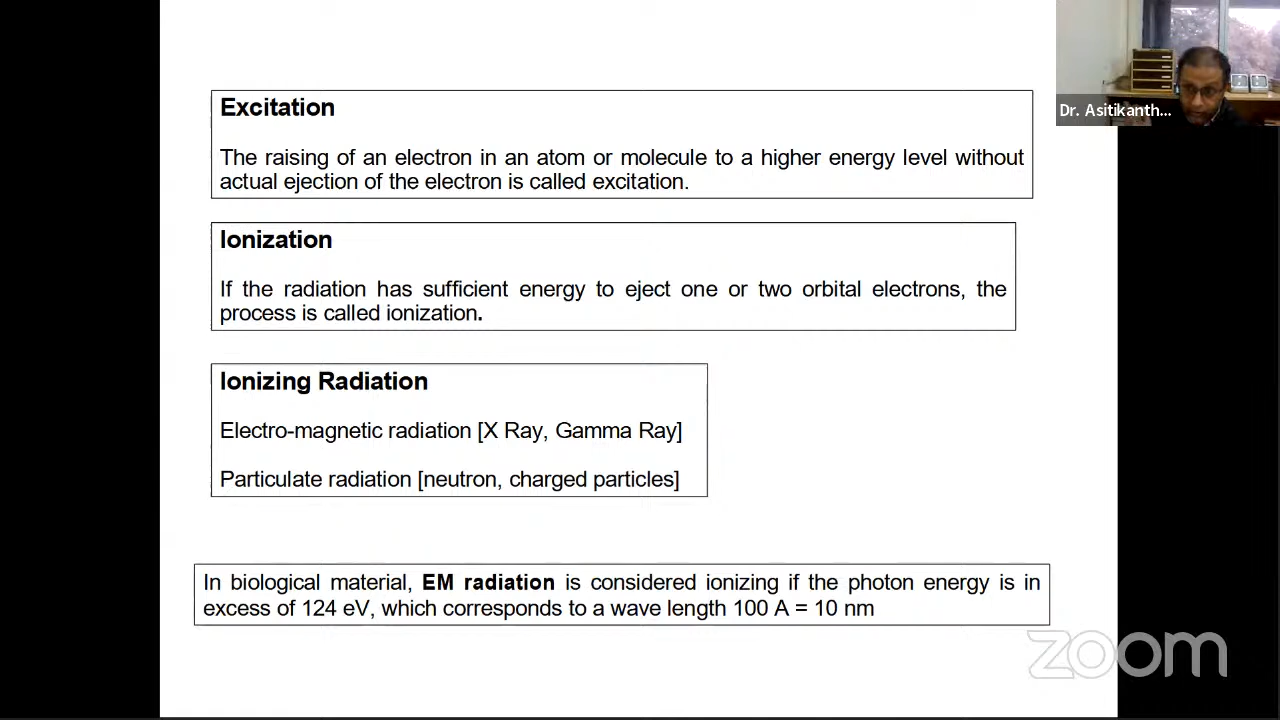 Excitation
The raising of an electron in an atom or molecule to a higher energy level without
actual ejection of the electron is called excitation.
Ionization
If the radiation has sufficient energy to eject one or two orbital electrons, the
process is called ionization.
Ionizing Radiation
Electro-magnetic radiation [X Ray, Gamma Ray]
Particulate radiation [neutron, charged particles]
In biological material, EM radiation is considered ionizing if the photon energy is in
excess of 124 eV, which corresponds to a wave length 100 A = 10 nm
Dr. Asitikanth...
zoom